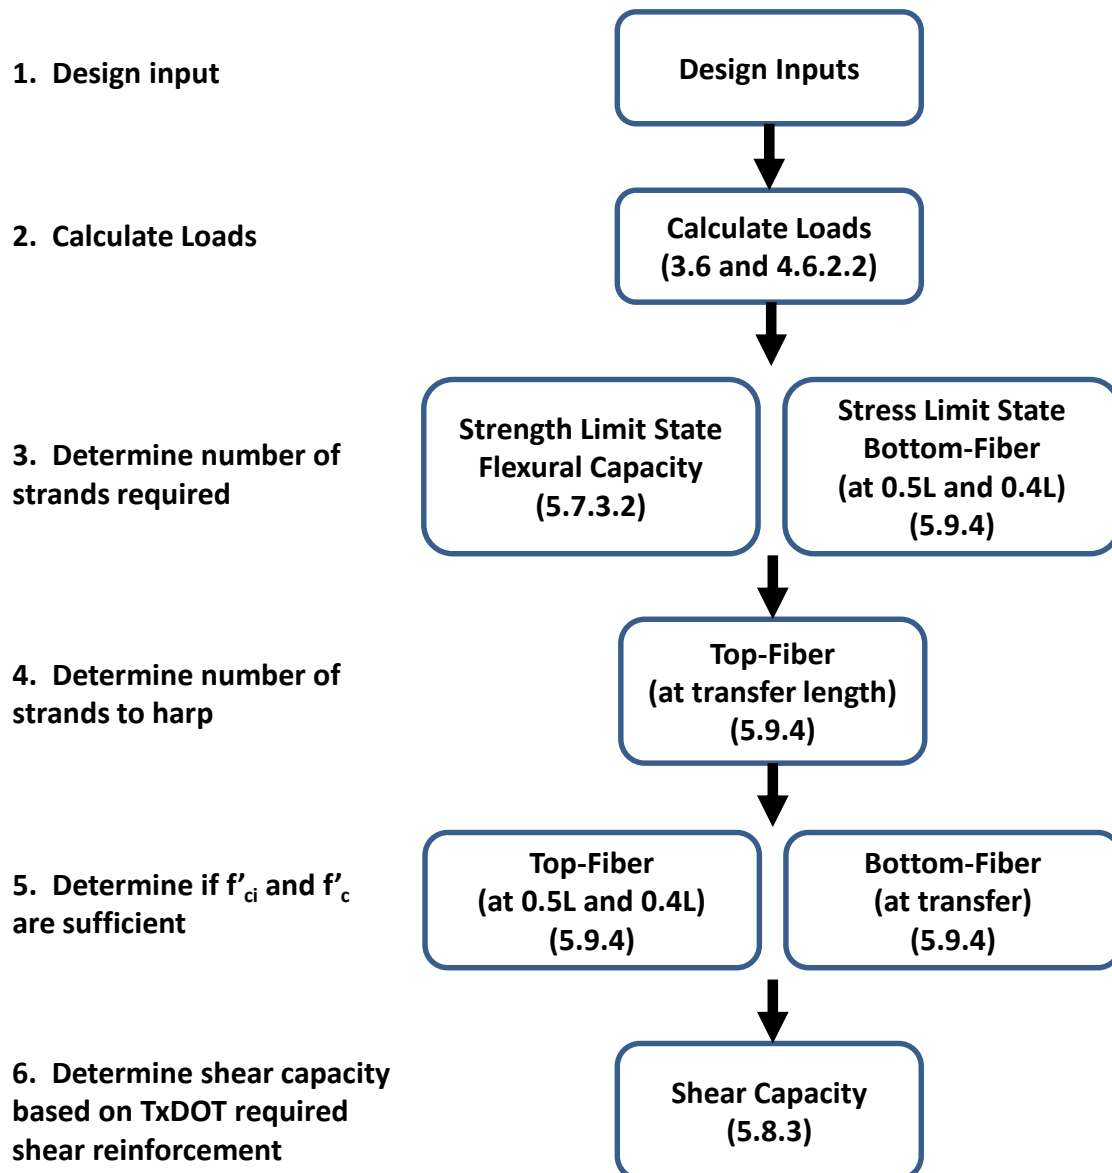 1. Design input
Design Inputs
2. Calculate Loads
Calculate Loads
(3.6 and 4.6.2.2)
3. Determine number of
strands required
Strength Limit State
Flexural Capacity
(5.7.3.2)
Stress Limit State
Bottom-Fiber
(at 0.5L and 0.4L)
(5.9.4)
4. Determine number of
strands to harp
Top-Fiber
(at transfer length)
(5.9.4)
5. Determine if f'ci and f'c
are sufficient
Top-Fiber
(at 0.5L and 0.4L)
(5.9.4)
Bottom-Fiber
(at transfer)
(5.9.4)
6. Determine shear capacity
based on TxDOT required
shear reinforcement
Shear Capacity
(5.8.3)